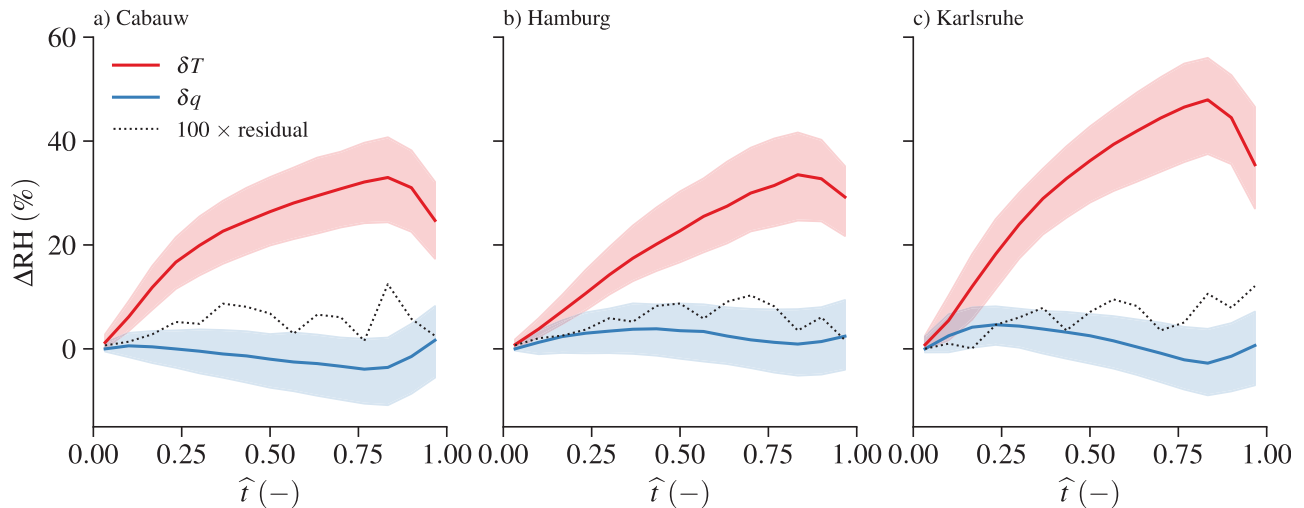 a) Cabauw
b) Hamburg
c) Karlsruhe
60
40
20
0
ΔRH (%)
δT
δq
100 × residual
0.00 0.25 0.50 0.75 1.00
0.00 0.25 0.50 0.75 1.00
0.00 0.25 0.50 0.75 1.00
t̂ (−)
t̂ (−)
t̂ (−)